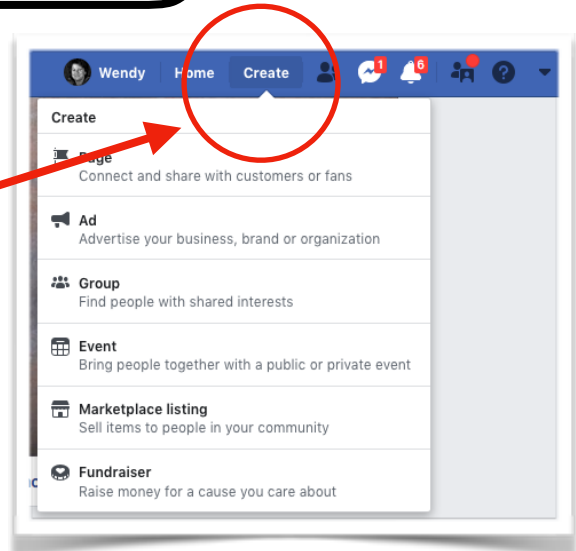 Wendy Home Create 1 6
Create
Page
Connect and share with customers or fans
Ad
Advertise your business, brand or organization
Group
Find people with shared interests
Event
Bring people together with a public or private event
Marketplace listing
Sell items to people in your community
Fundraiser
Raise money for a cause you care about